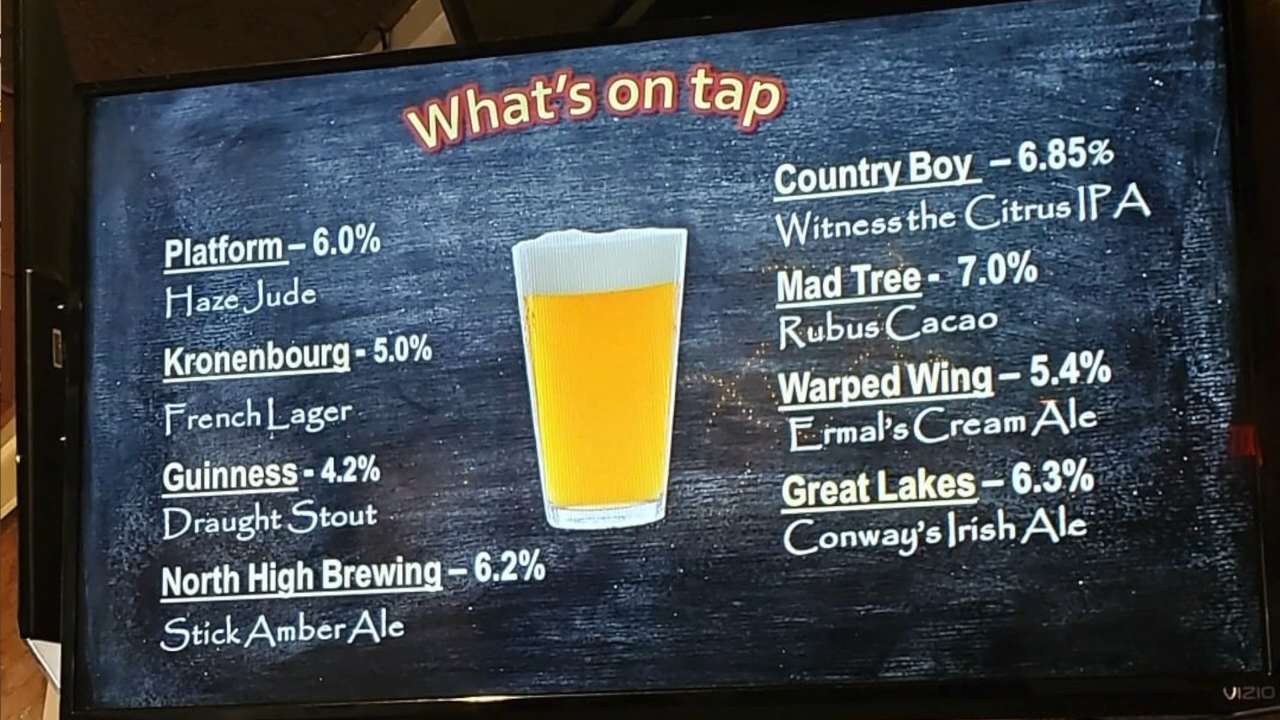 What's on tap
Platform – 6.0%
Haze Jude
Kronenbourg - 5.0%
French Lager
Guinness - 4.2%
Draught Stout
North High Brewing – 6.2%
Stick Amber Ale
Country Boy – 6.85%
Witness the Citrus IPA
Mad Tree - 7.0%
Rubus Cacao
Warped Wing – 5.4%
Ermal's Cream Ale
Great Lakes – 6.3%
Conway's Irish Ale
VIZIO